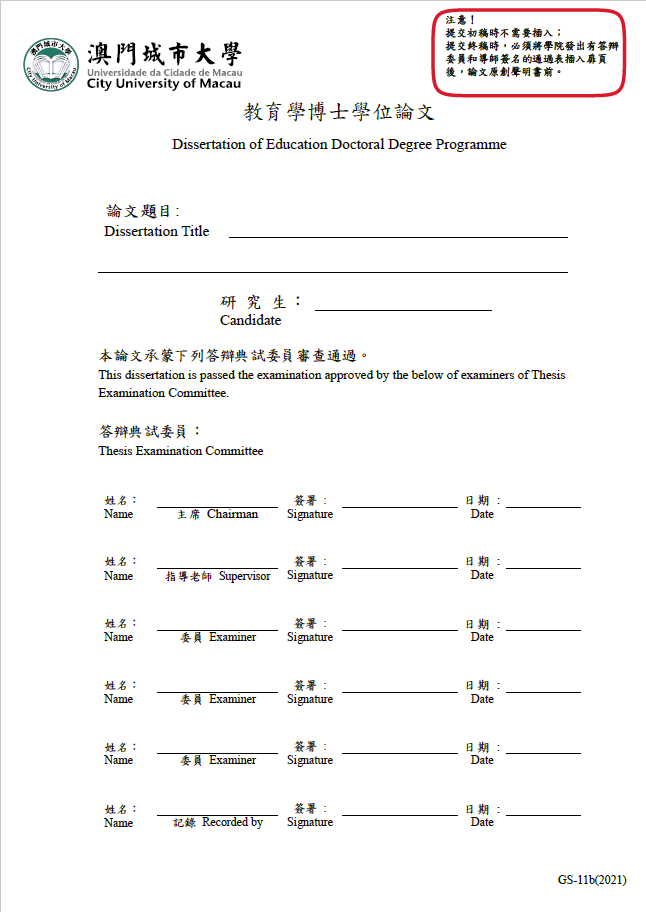 澳門城市大學
Universidade da Cidade de Macau
City University of Macau
注意！
提交初稿時不需要插入；
提交終稿時，必須將學院發出有答辯
委員和導師簽名的通過表插入扉頁
後，論文原創聲明書前。
教育學博士學位論文
Dissertation of Education Doctoral Degree Programme
論文題目:
Dissertation Title
研 究 生：
Candidate
本論文承蒙下列答辯典試委員審查通過。
This dissertation is passed the examination approved by the below of examiners of Thesis
Examination Committee.
答辯典試委員：
Thesis Examination Committee
姓名： 簽署： 日期：
Name 主席 Chairman Signature Date
姓名： 簽署： 日期：
Name 指導老師 Supervisor Signature Date
姓名： 簽署： 日期：
Name 委員 Examiner Signature Date
姓名： 簽署： 日期：
Name 委員 Examiner Signature Date
姓名： 簽署： 日期：
Name 委員 Examiner Signature Date
姓名： 簽署： 日期：
Name 記錄 Recorded by Signature Date
GS-11b(2021)